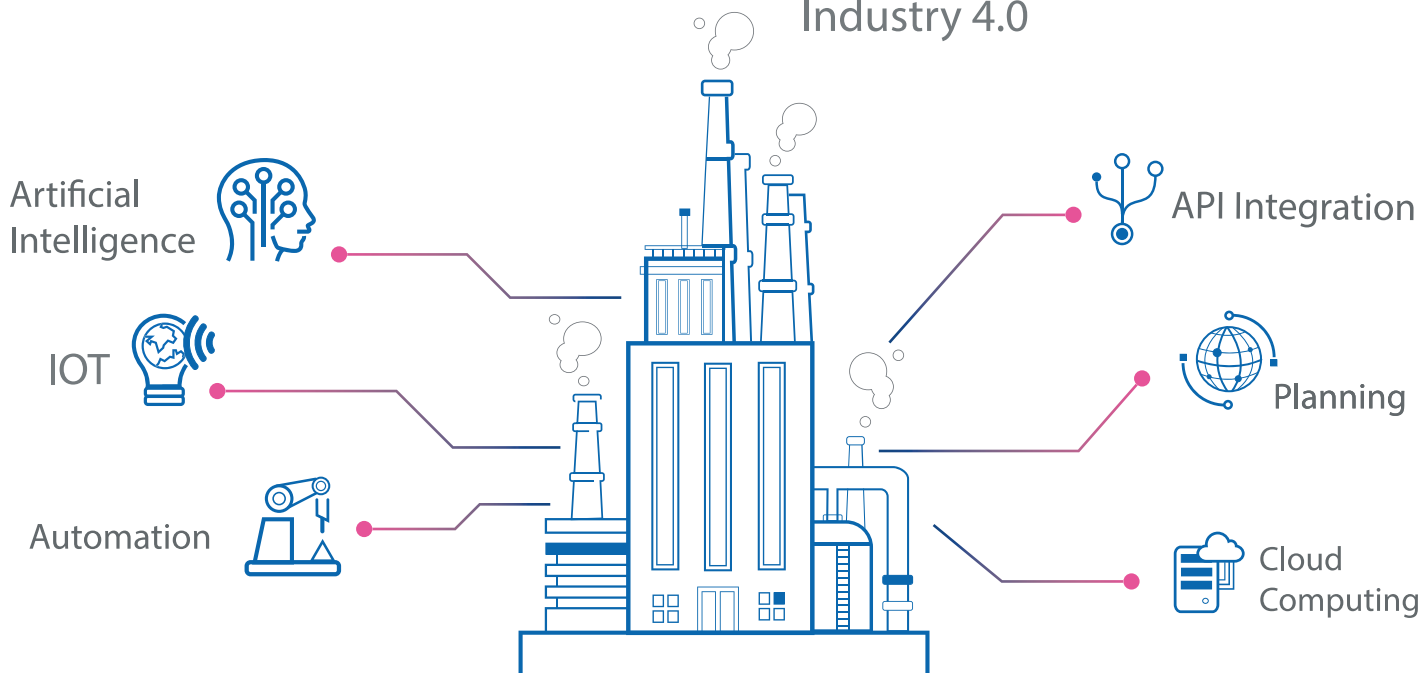 Industry 4.0
Artificial
Intelligence
IOT
Automation
API Integration
Planning
Cloud
Computing